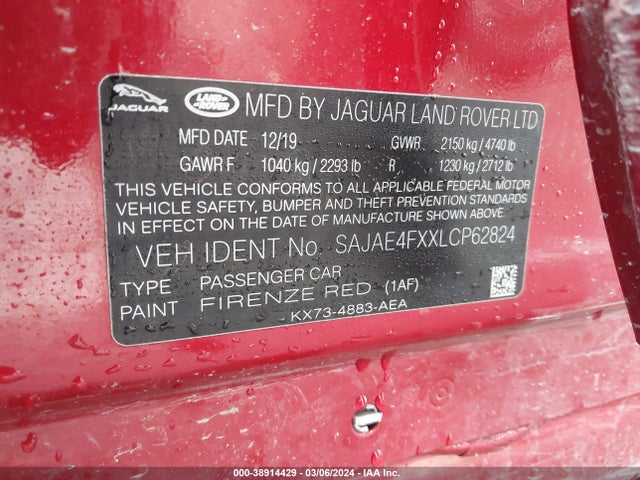 JAGUAR LAND-ROVER MFD BY JAGUAR LAND ROVER LTD
MFD DATE 12/19 GVWR 2150 kg / 4740 lb
GAWR F 1040 kg / 2293 lb R 1230 kg / 2712 lb
THIS VEHICLE CONFORMS TO ALL APPLICABLE FEDERAL MOTOR
VEHICLE SAFETY, BUMPER AND THEFT PREVENTION STANDARDS
IN EFFECT ON THE DATE OF MANUFACTURE SHOWN ABOVE.
VEH IDENT No. SAJAE4FXXLCP62824
TYPE PASSENGER CAR
PAINT FIRENZE RED (1AF)
KX73-4883-AEA
000-38914429 - 03/06/2024 - IAA Inc.